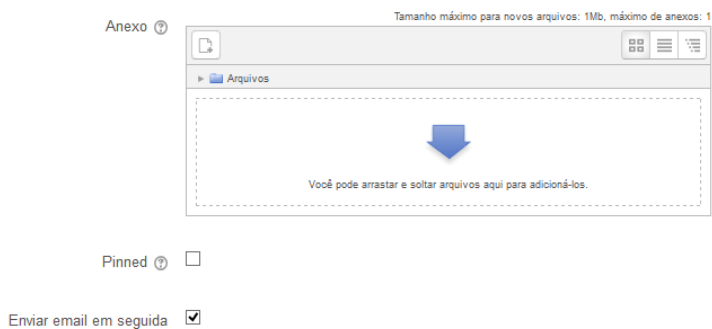 Tamanho máximo para novos arquivos: 1Mb, máximo de anexos: 1
Anexo
Arquivos
Você pode arrastar e soltar arquivos aqui para adicioná-los.
Pinned
Enviar email em seguida